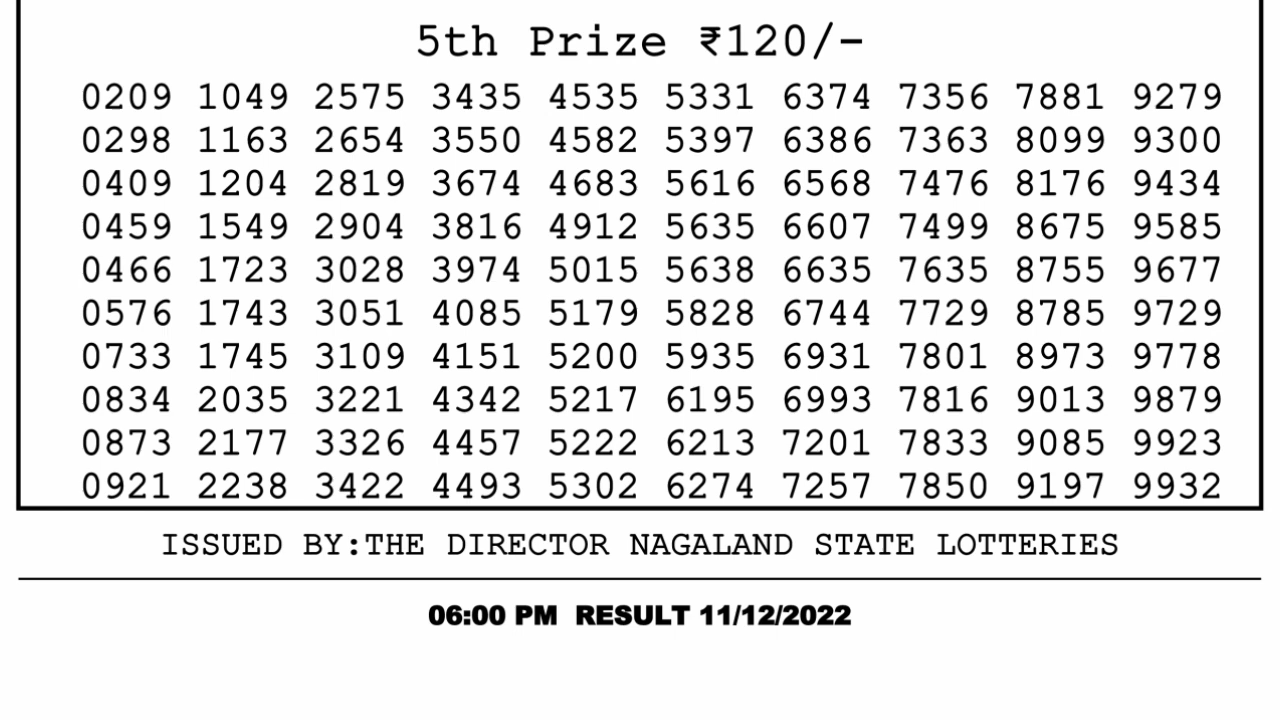 5th Prize ₹120/-
0209 1049 2575 3435 4535 5331 6374 7356 7881 9279
0298 1163 2654 3550 4582 5397 6386 7363 8099 9300
0409 1204 2819 3674 4683 5616 6568 7476 8176 9434
0459 1549 2904 3816 4912 5635 6607 7499 8675 9585
0466 1723 3028 3974 5015 5638 6635 7635 8755 9677
0576 1743 3051 4085 5179 5828 6744 7729 8785 9729
0733 1745 3109 4151 5200 5935 6931 7801 8973 9778
0834 2035 3221 4342 5217 6195 6993 7816 9013 9879
0873 2177 3326 4457 5222 6213 7201 7833 9085 9923
0921 2238 3422 4493 5302 6274 7257 7850 9197 9932
ISSUED BY:THE DIRECTOR NAGALAND STATE LOTTERIES
06:00 PM RESULT 11/12/2022